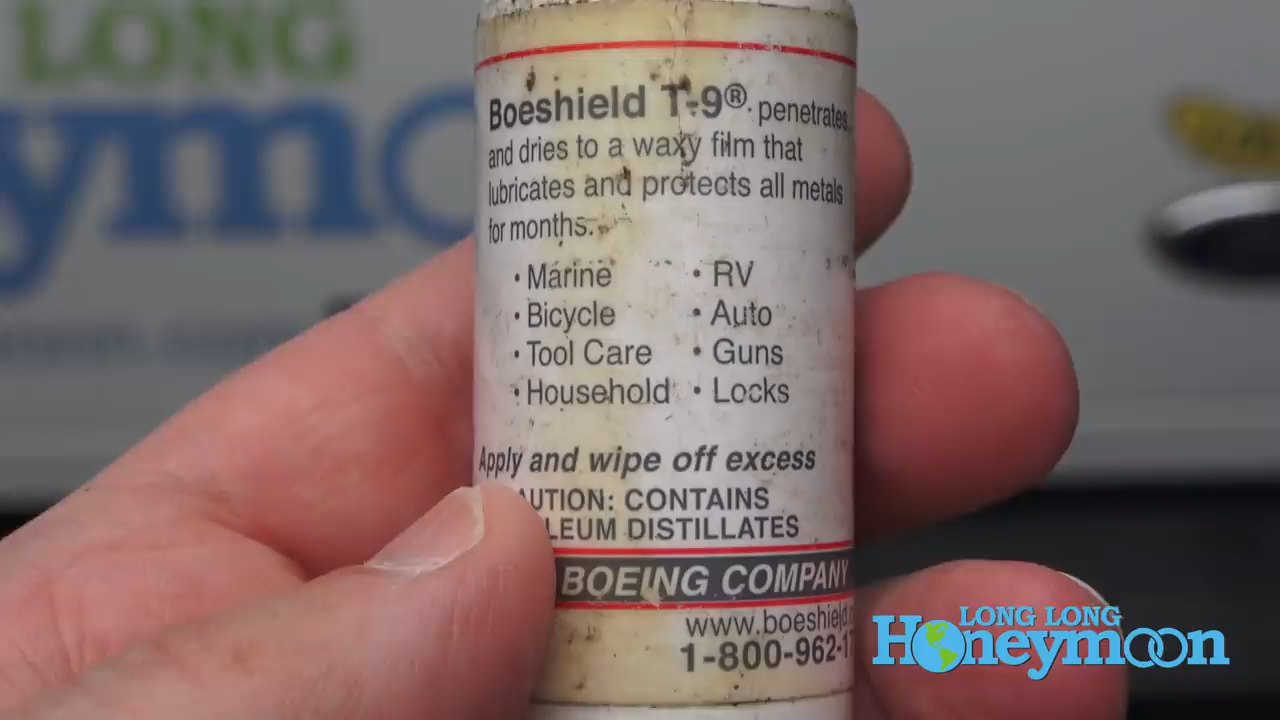 LONG
Boeshield T-9®. penetrates
and dries to a waxy film that
lubricates and protects all metals
for months.
• Marine • RV
• Bicycle • Auto
• Tool Care • Guns
• Household • Locks
Apply and wipe off excess
AUTION: CONTAINS
LEUM DISTILLATES
BOEING COMPANY
www.boeshield.
1-800-962-1
LONG LONG
Honeymoon